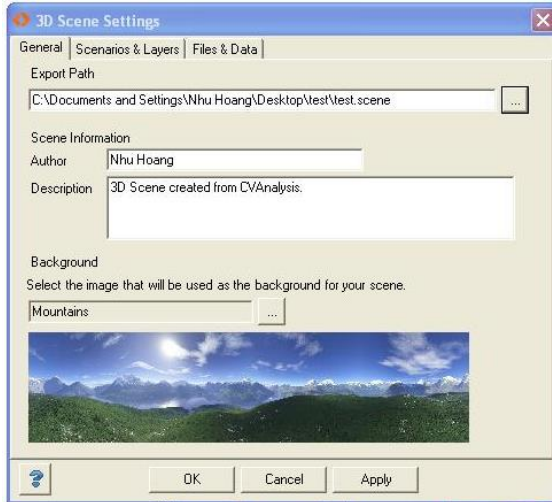 3D Scene Settings
General Scenarios & Layers Files & Data
Export Path
C:\Documents and Settings\Nhu Hoang\Desktop\test\test.scene ...
Scene Information
Author Nhu Hoang
Description 3D Scene created from CVAnalysis.
Background
Select the image that will be used as the background for your scene.
Mountains ...
? OK Cancel Apply